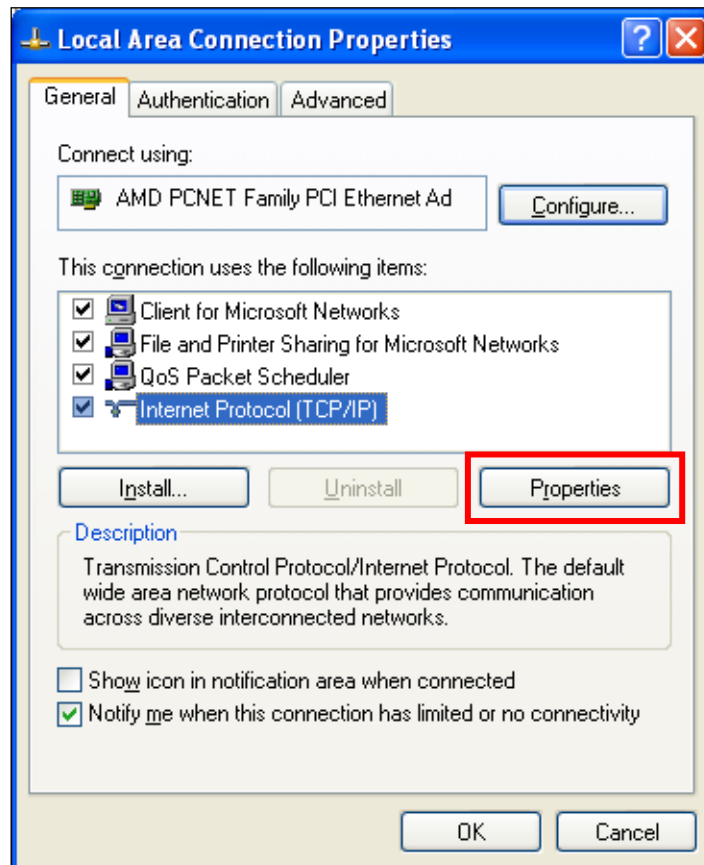 Local Area Connection Properties
General Authentication Advanced
Connect using:
AMD PCNET Family PCI Ethernet Ad
Configure...
This connection uses the following items:
Client for Microsoft Networks
File and Printer Sharing for Microsoft Networks
QoS Packet Scheduler
Internet Protocol (TCP/IP)
Install... Uninstall Properties
Description
Transmission Control Protocol/Internet Protocol. The default
wide area network protocol that provides communication
across diverse interconnected networks.
Show icon in notification area when connected
Notify me when this connection has limited or no connectivity
OK Cancel